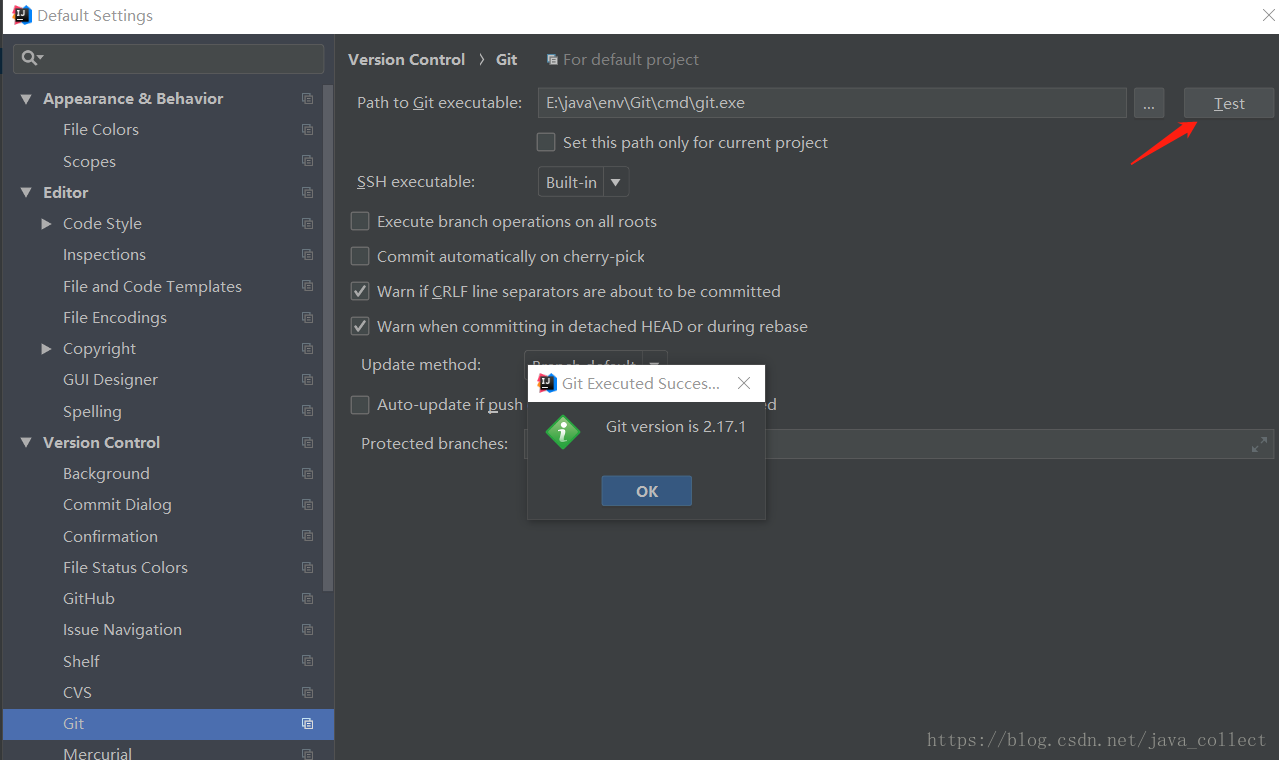 Default Settings
Version Control › Git For default project
Appearance & Behavior
File Colors
Scopes
Editor
Code Style
Inspections
File and Code Templates
File Encodings
Copyright
GUI Designer
Spelling
Version Control
Background
Commit Dialog
Confirmation
File Status Colors
GitHub
Issue Navigation
Shelf
CVS
Git
Mercurial
Path to Git executable: E:\java\env\Git\cmd\git.exe ... Test
Set this path only for current project
SSH executable: Built-in
Execute branch operations on all roots
Commit automatically on cherry-pick
Warn if CRLF line separators are about to be committed
Warn when committing in detached HEAD or during rebase
Update method: Branch default
Auto-update if push
Protected branches:
Git Executed Succes...
Git version is 2.17.1
OK
https://blog.csdn.net/java_collect